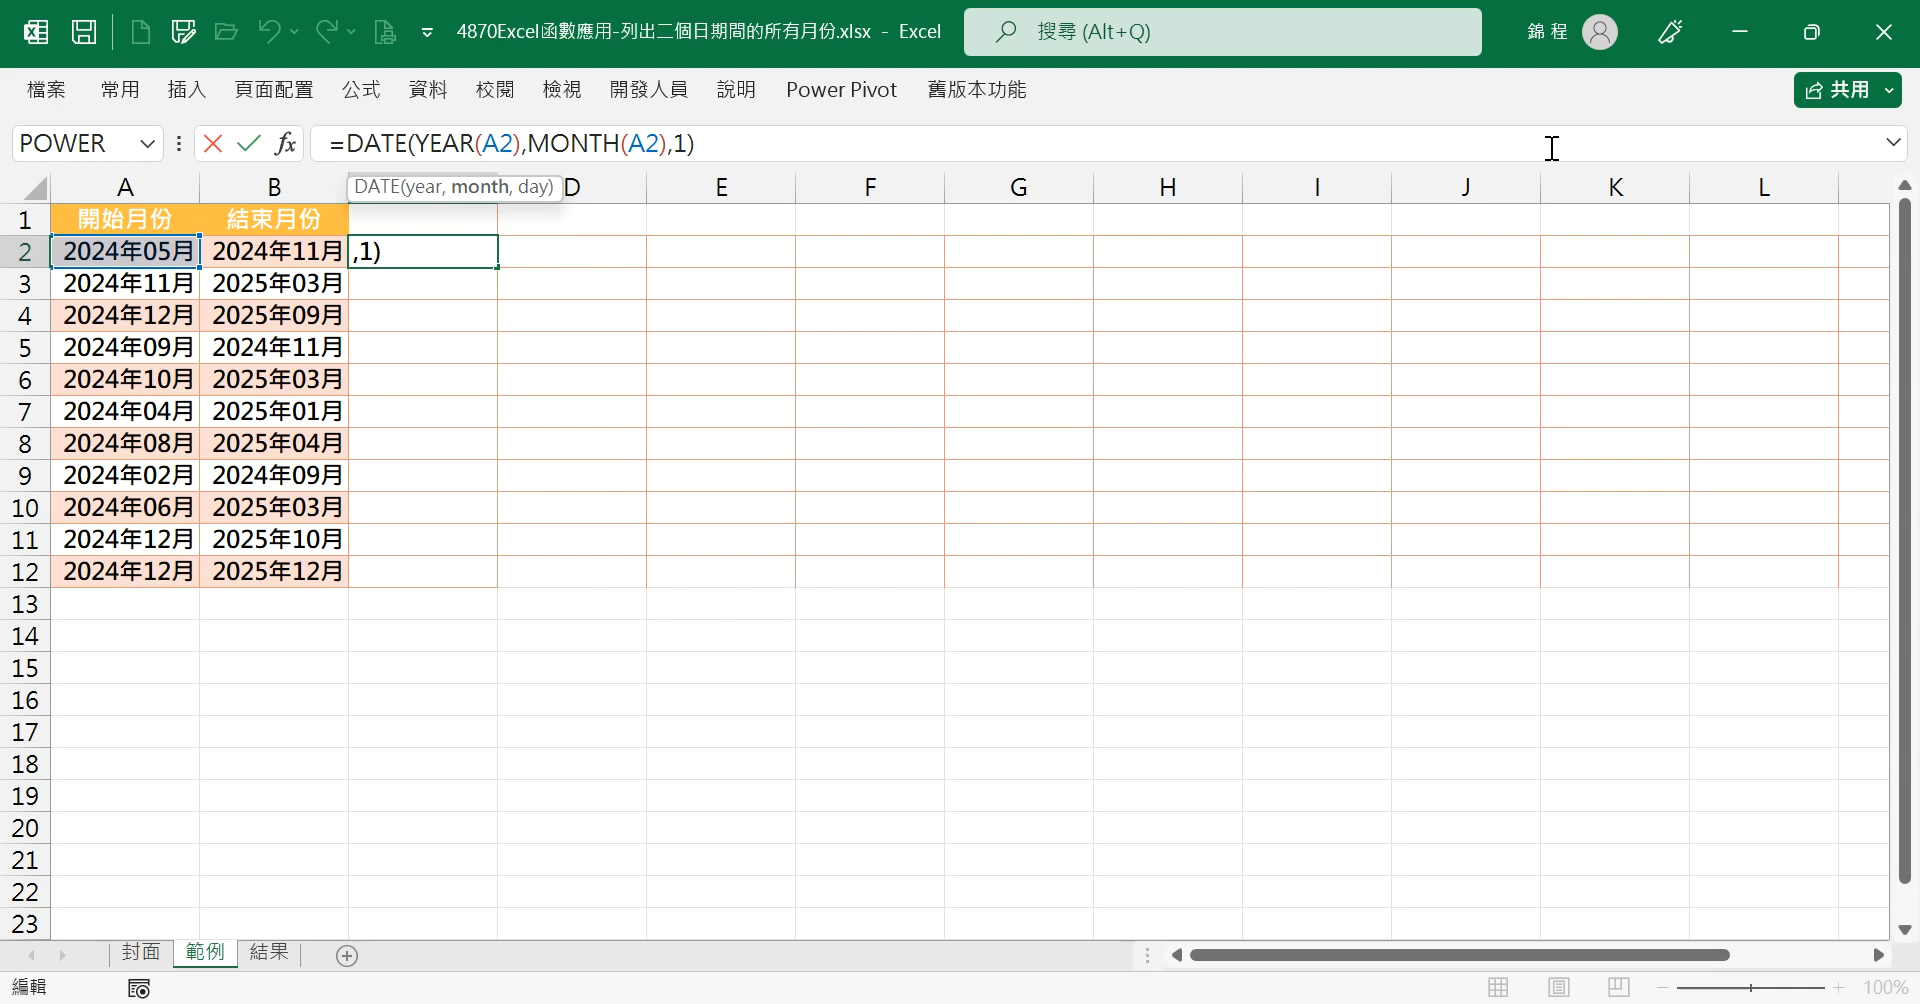 4870Excel函數應用-列出二個日期間的所有月份.xlsx - Excel
搜尋 (Alt+Q)
錦 程
檔案 常用 插入 頁面配置 公式 資料 校閱 檢視 開發人員 說明 Power Pivot 舊版本功能
共用
POWER
fx
=DATE(YEAR(A2),MONTH(A2),1)
DATE(year, month, day)
A B D E F G H I J K L
1 開始月份 結束月份
2 2024年05月 2024年11月 ,1)
3 2024年11月 2025年03月
4 2024年12月 2025年09月
5 2024年09月 2024年11月
6 2024年10月 2025年03月
7 2024年04月 2025年01月
8 2024年08月 2025年04月
9 2024年02月 2024年09月
10 2024年06月 2025年03月
11 2024年12月 2025年10月
12 2024年12月 2025年12月
13
14
15
16
17
18
19
20
21
22
23
封面 範例 結果
編輯
100%